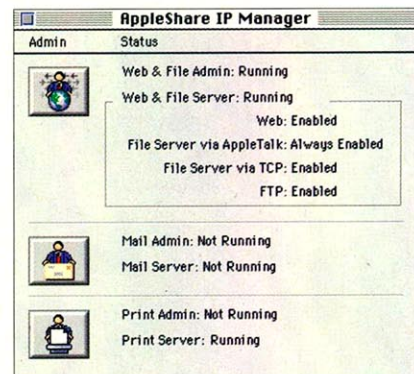 AppleShare IP Manager
Admin Status
Web & File Admin: Running
Web & File Server: Running
Web: Enabled
File Server via AppleTalk: Always Enabled
File Server via TCP: Enabled
FTP: Enabled
Mail Admin: Not Running
Mail Server: Not Running
Print Admin: Not Running
Print Server: Running